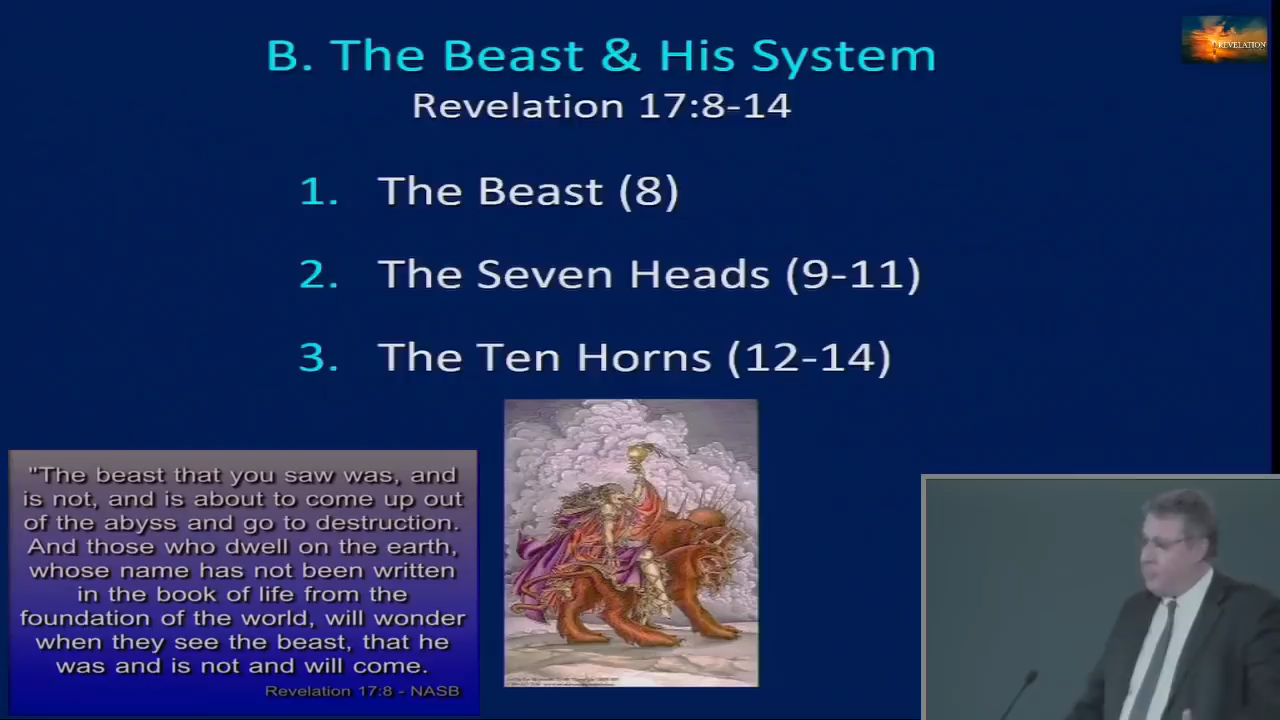 B. The Beast & His System
REVELATION
Revelation 17:8-14
1. The Beast (8)
2. The Seven Heads (9-11)
3. The Ten Horns (12-14)
"The beast that you saw was, and
is not, and is about to come up out
of the abyss and go to destruction.
And those who dwell on the earth,
whose name has not been written
in the book of life from the
foundation of the world, will wonder
when they see the beast, that he
was and is not and will come.
Revelation 17:8 - NASB